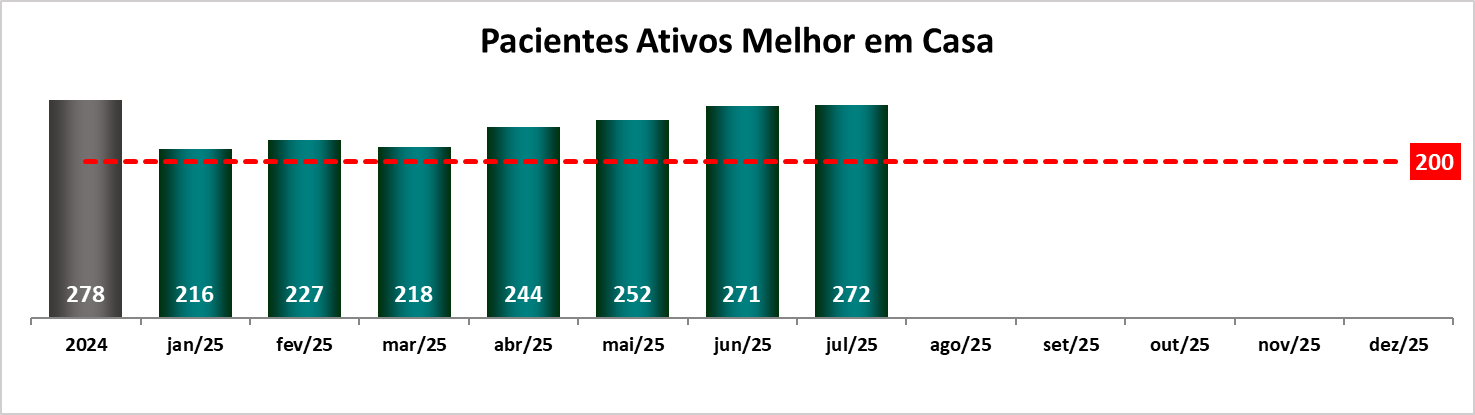 Pacientes Ativos Melhor em Casa
200
278 216 227 218 244 252 271 272
2024 jan/25 fev/25 mar/25 abr/25 mai/25 jun/25 jul/25 ago/25 set/25 out/25 nov/25 dez/25